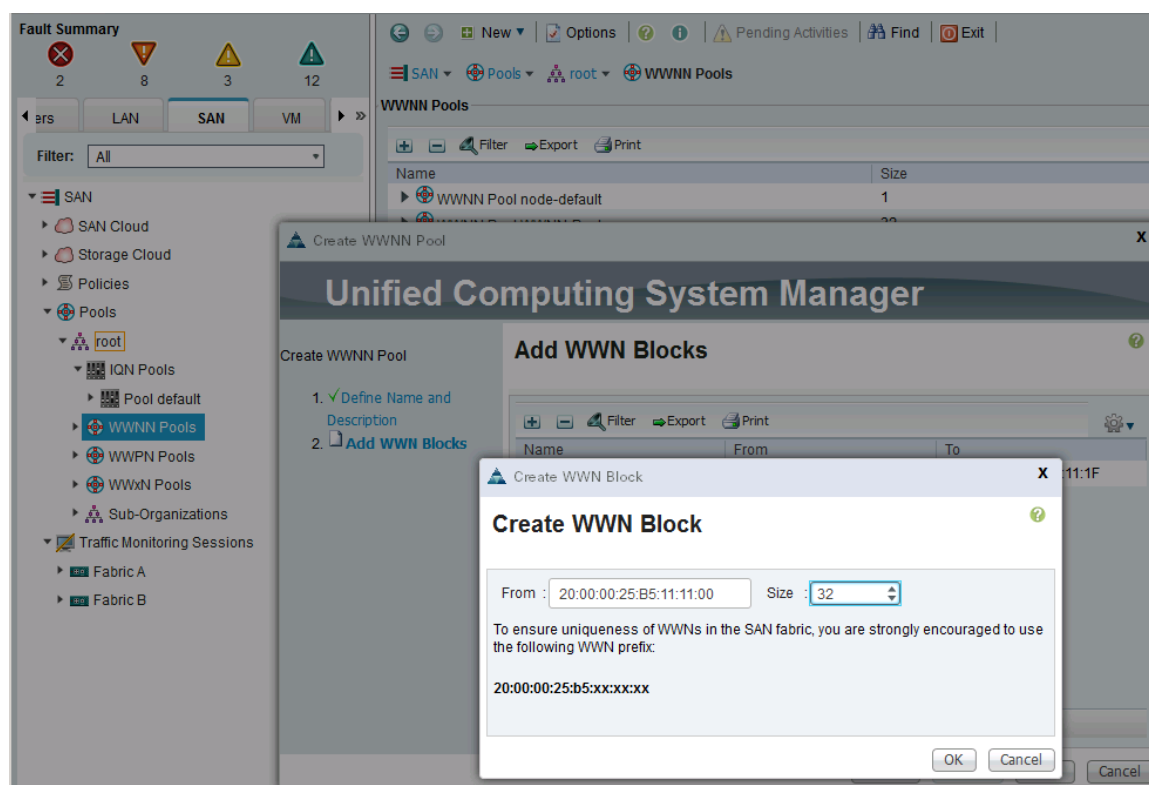 Fault Summary
2 8 3 12
ers LAN SAN VM
Filter: All
SAN
SAN Cloud
Storage Cloud
Policies
Pools
root
IQN Pools
Pool default
WWNN Pools
WWPN Pools
WWxN Pools
Sub-Organizations
Traffic Monitoring Sessions
Fabric A
Fabric B
New Options Pending Activities Find Exit
SAN Pools root WWNN Pools
WWNN Pools
Filter Export Print
Name Size
WWNN Pool node-default 1
32
Create WWNN Pool X
Unified Computing System Manager
Create WWNN Pool
1. Define Name and
Description
2. Add WWN Blocks
Add WWN Blocks
Filter Export Print
Name From To
:11:1F
Create WWN Block X
Create WWN Block
From : 20:00:00:25:B5:11:11:00 Size : 32
To ensure uniqueness of WWNs in the SAN fabric, you are strongly encouraged to use
the following WWN prefix:
20:00:00:25:b5:xx:xx:xx
OK Cancel
Cancel